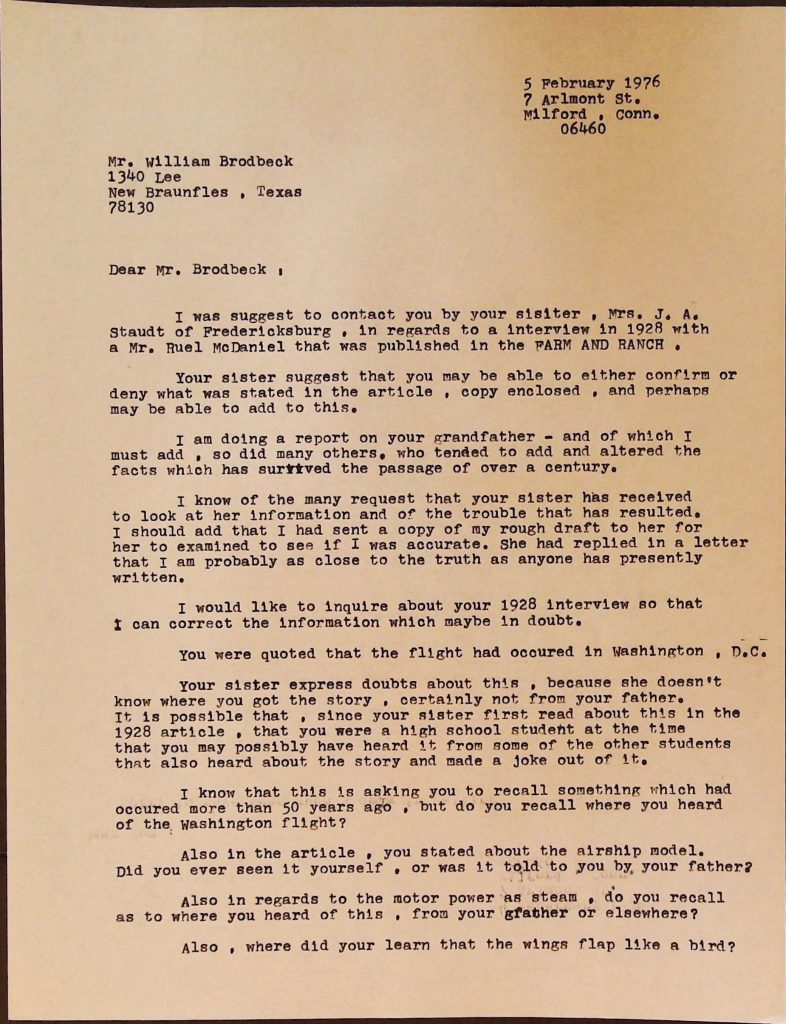 5 February 1976
7 Arlmont St.
Milford , Conn.
06460
Mr. William Brodbeck
1340 Lee
New Braunfles , Texas
78130
Dear Mr. Brodbeck ,
I was suggest to contact you by your sisiter , Mrs. J. A.
Staudt of Fredericksburg , in regards to a interview in 1928 with
a Mr. Ruel McDaniel that was published in the FARM AND RANCH .
Your sister suggest that you may be able to either confirm or
deny what was stated in the article , copy enclosed , and perhaps
may be able to add to this.
I am doing a report on your grandfather - and of which I
must add , so did many others, who tended to add and altered the
facts which has survived the passage of over a century.
I know of the many request that your sister has received
to look at her information and of the trouble that has resulted.
I should add that I had sent a copy of my rough draft to her for
her to examined to see if I was accurate. She had replied in a letter
that I am probably as close to the truth as anyone has presently
written.
I would like to inquire about your 1928 interview so that
I can correct the information which maybe in doubt.
You were quoted that the flight had occured in Washington , D.C.
Your sister express doubts about this , because she doesn't
know where you got the story , certainly not from your father.
It is possible that , since your sister first read about this in the
1928 article , that you were a high school student at the time
that you may possibly have heard it from some of the other students
that also heard about the story and made a joke out of it.
I know that this is asking you to recall something which had
occured more than 50 years ago , but do you recall where you heard
of the Washington flight?
Also in the article , you stated about the airship model.
Did you ever seen it yourself , or was it told to you by your father?
Also in regards to the motor power as steam , do you recall
as to where you heard of this , from your gfather or elsewhere?
Also , where did your learn that the wings flap like a bird?